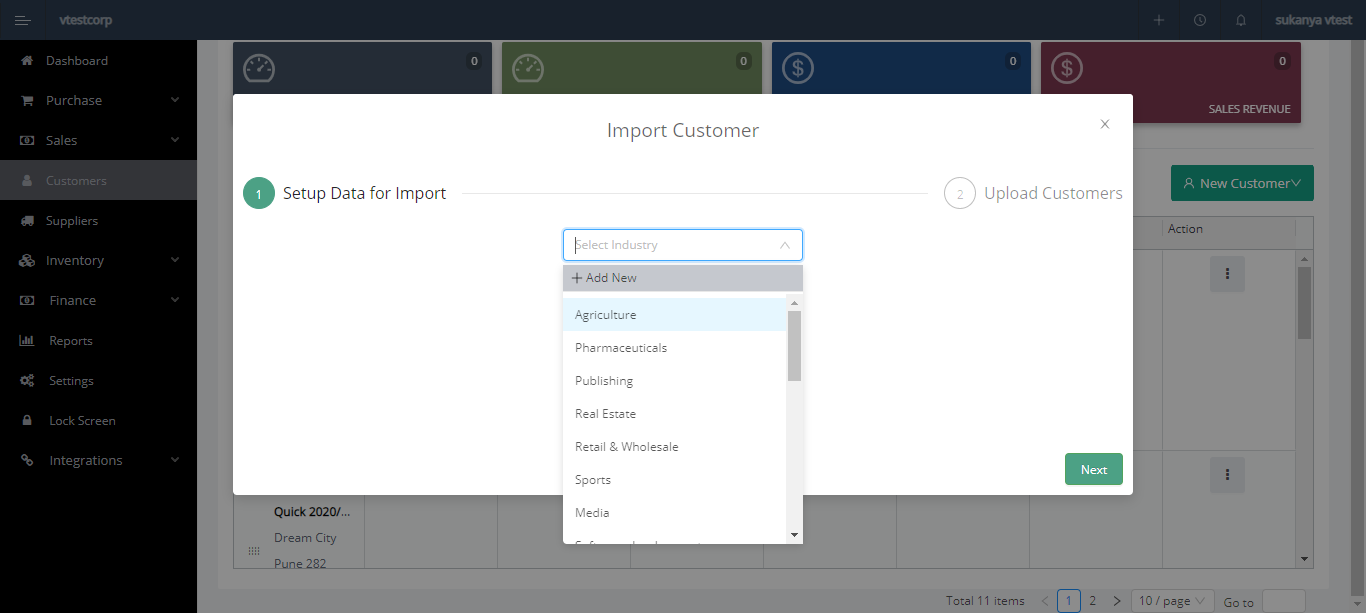 vtestcorp
sukanya vtest
Dashboard
Purchase
Sales
Customers
Suppliers
Inventory
Finance
Reports
Settings
Lock Screen
Integrations
0
0
0
0
SALES REVENUE
New Customer
Action
Import Customer
1 Setup Data for Import
2 Upload Customers
Select Industry
+ Add New
Agriculture
Pharmaceuticals
Publishing
Real Estate
Retail & Wholesale
Sports
Media
Next
Quick 2020/...
Dream City
Pune 282
Total 11 items < 1 2 > 10 / page Go to